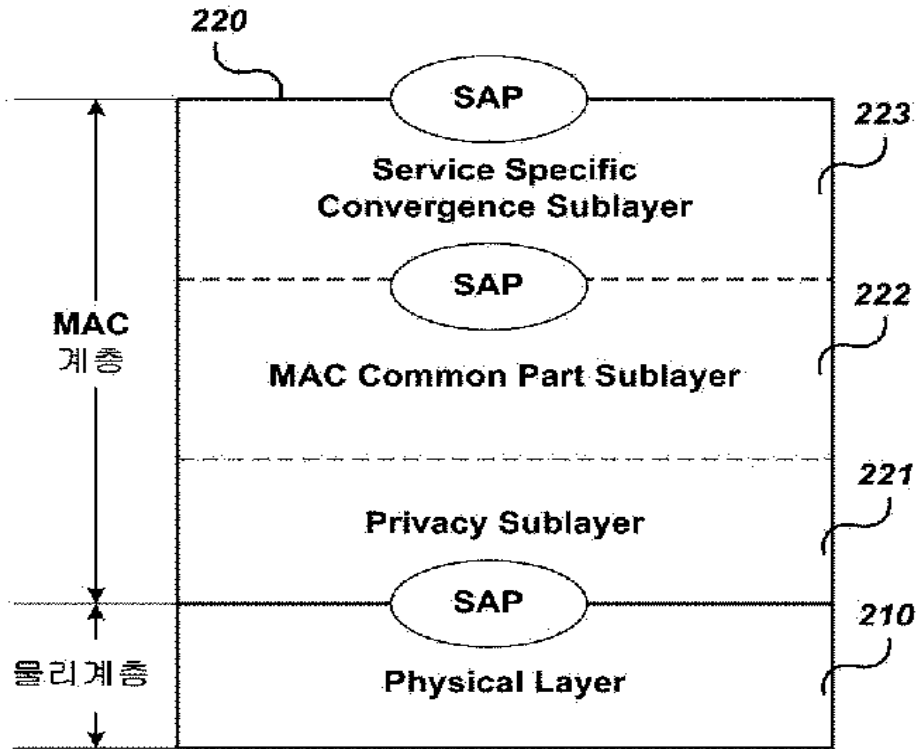 220
SAP
223
Service Specific
Convergence Sublayer
SAP
222
MAC
계층
MAC Common Part Sublayer
221
Privacy Sublayer
SAP
210
물리계층
Physical Layer